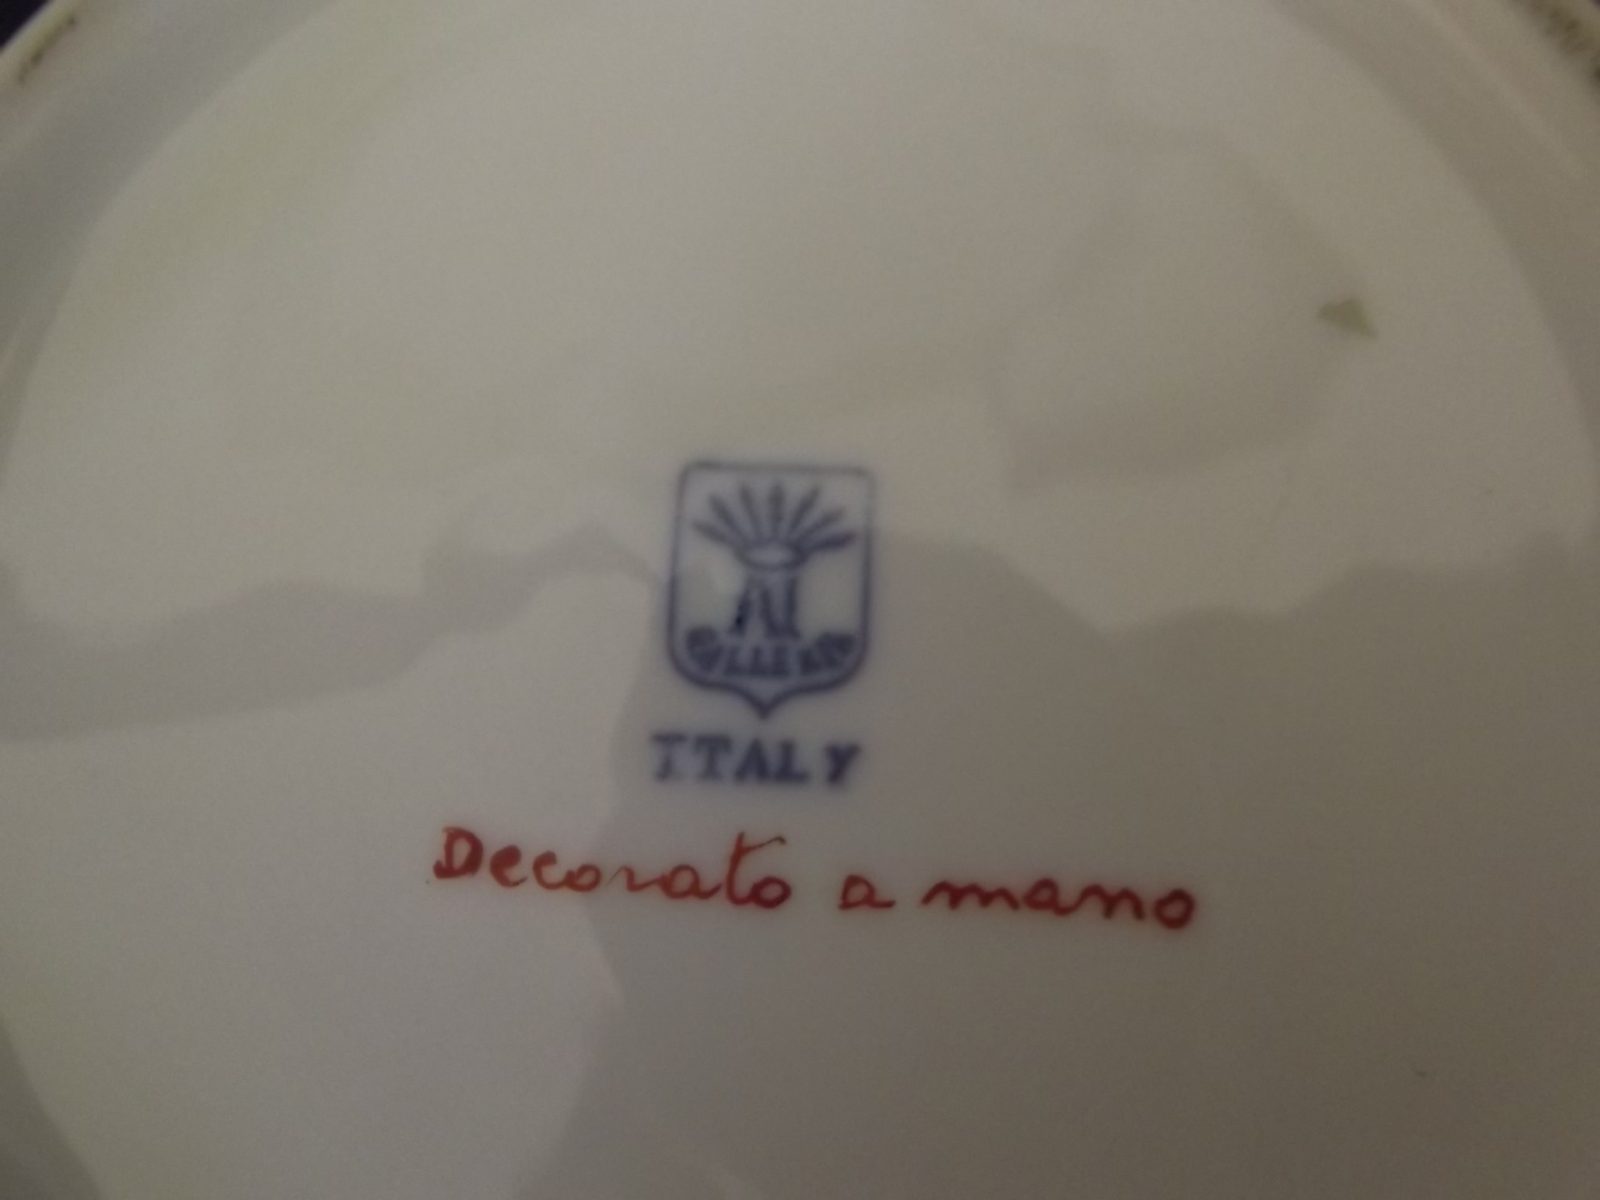 ITALY
Decorato a mano